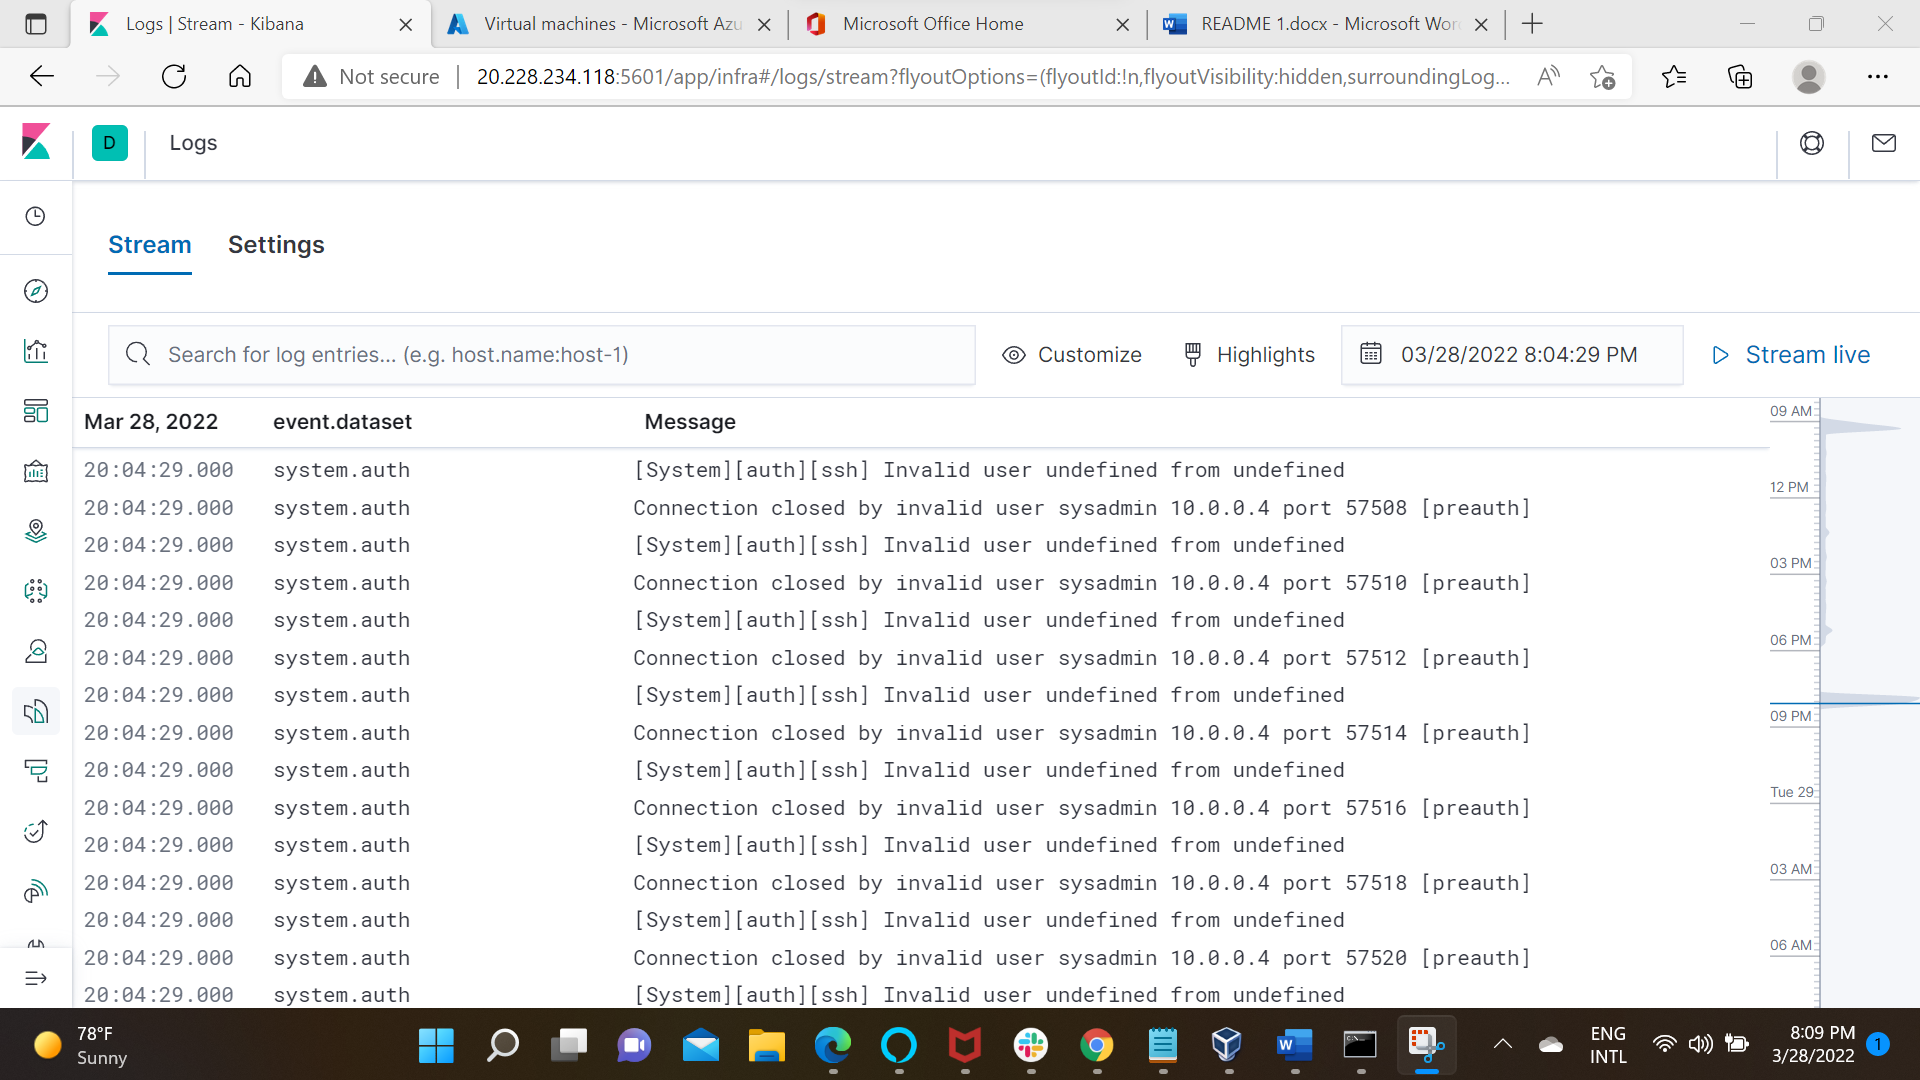 Logs | Stream - Kibana
Virtual machines - Microsoft Azu
Microsoft Office Home
README 1.docx - Microsoft Wor
Not secure
20.228.234.118:5601/app/infra#/logs/stream?flyoutOptions=(flyoutId:!n,flyoutVisibility:hidden,surroundingLog...
D
Logs
Stream
Settings
Search for log entries... (e.g. host.name:host-1)
Customize
Highlights
03/28/2022 8:04:29 PM
Stream live
Mar 28, 2022 event.dataset Message
20:04:29.000 system.auth [System][auth][ssh] Invalid user undefined from undefined
20:04:29.000 system.auth Connection closed by invalid user sysadmin 10.0.0.4 port 57508 [preauth]
20:04:29.000 system.auth [System][auth][ssh] Invalid user undefined from undefined
20:04:29.000 system.auth Connection closed by invalid user sysadmin 10.0.0.4 port 57510 [preauth]
20:04:29.000 system.auth [System][auth][ssh] Invalid user undefined from undefined
20:04:29.000 system.auth Connection closed by invalid user sysadmin 10.0.0.4 port 57512 [preauth]
20:04:29.000 system.auth [System][auth][ssh] Invalid user undefined from undefined
20:04:29.000 system.auth Connection closed by invalid user sysadmin 10.0.0.4 port 57514 [preauth]
20:04:29.000 system.auth [System][auth][ssh] Invalid user undefined from undefined
20:04:29.000 system.auth Connection closed by invalid user sysadmin 10.0.0.4 port 57516 [preauth]
20:04:29.000 system.auth [System][auth][ssh] Invalid user undefined from undefined
20:04:29.000 system.auth Connection closed by invalid user sysadmin 10.0.0.4 port 57518 [preauth]
20:04:29.000 system.auth [System][auth][ssh] Invalid user undefined from undefined
20:04:29.000 system.auth Connection closed by invalid user sysadmin 10.0.0.4 port 57520 [preauth]
20:04:29.000 system.auth [System][auth][ssh] Invalid user undefined from undefined
09 AM
12 PM
03 PM
06 PM
09 PM
Tue 29
03 AM
06 AM
78°F
Sunny
ENG
INTL
8:09 PM
3/28/2022
1